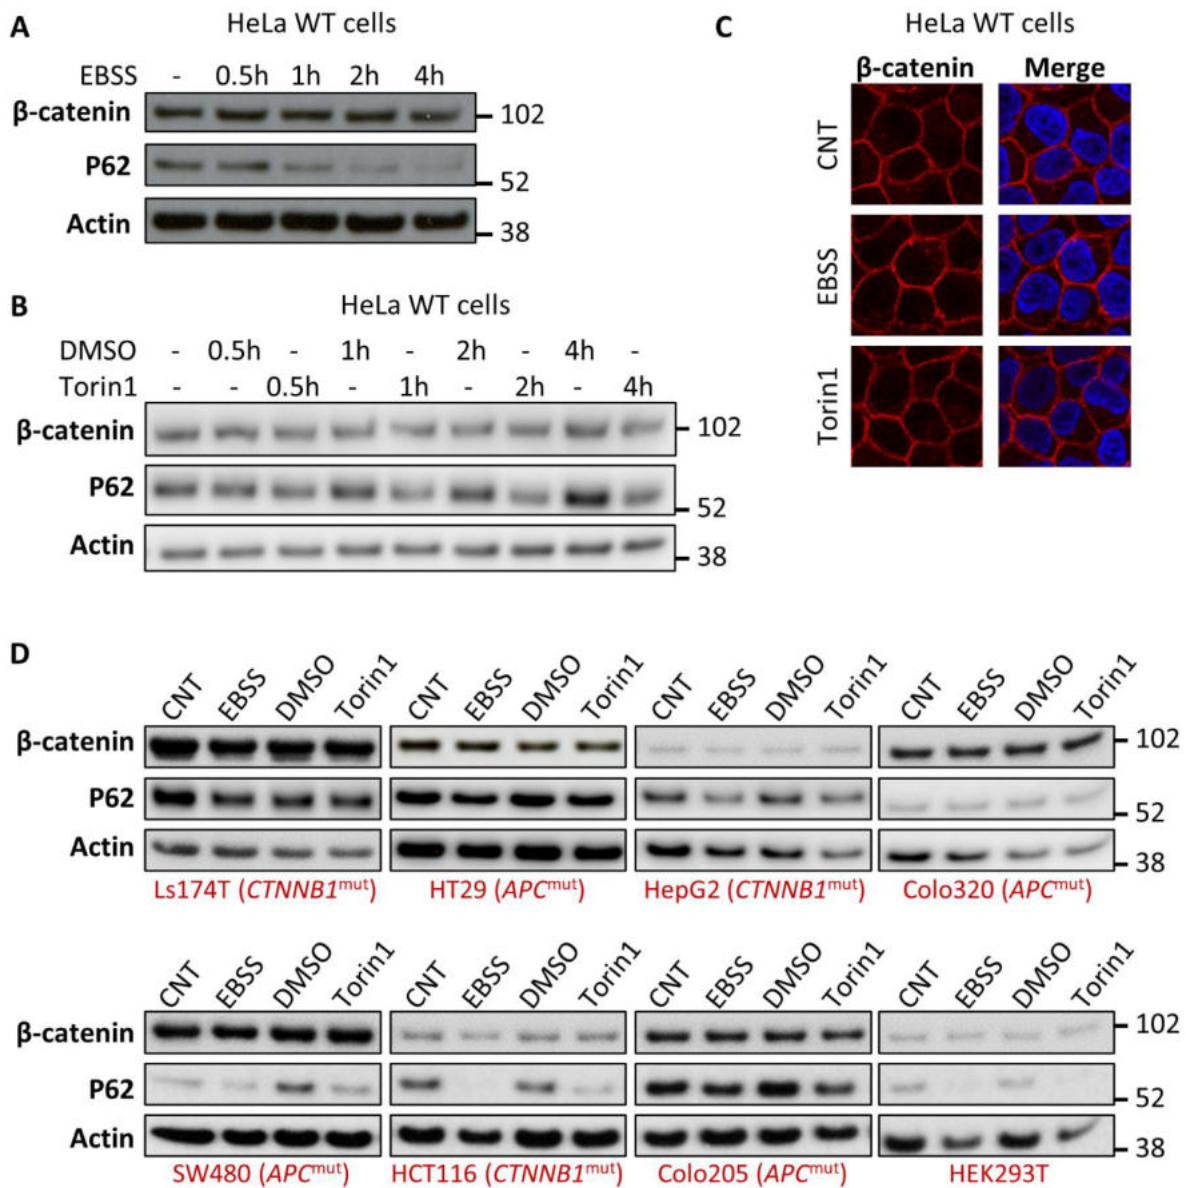 A
HeLa WT cells
EBSS - 0.5h 1h 2h 4h
β-catenin 102
P62 52
Actin 38
B
HeLa WT cells
DMSO - 0.5h - 1h - 2h - 4h -
Torin1 - - 0.5h - 1h - 2h - 4h
β-catenin 102
P62 52
Actin 38
C
HeLa WT cells
β-catenin Merge
CNT
EBSS
Torin1
D
CNT EBSS DMSO Torin1 CNT EBSS DMSO Torin1 CNT EBSS DMSO Torin1 CNT EBSS DMSO Torin1
β-catenin 102
P62 52
Actin 38
Ls174T (CTNNB1mut) HT29 (APCmut) HepG2 (CTNNB1mut) Colo320 (APCmut)
CNT EBSS DMSO Torin1 CNT EBSS DMSO Torin1 CNT EBSS DMSO Torin1 CNT EBSS DMSO Torin1
β-catenin 102
P62 52
Actin 38
SW480 (APCmut) HCT116 (CTNNB1mut) Colo205 (APCmut) HEK293T